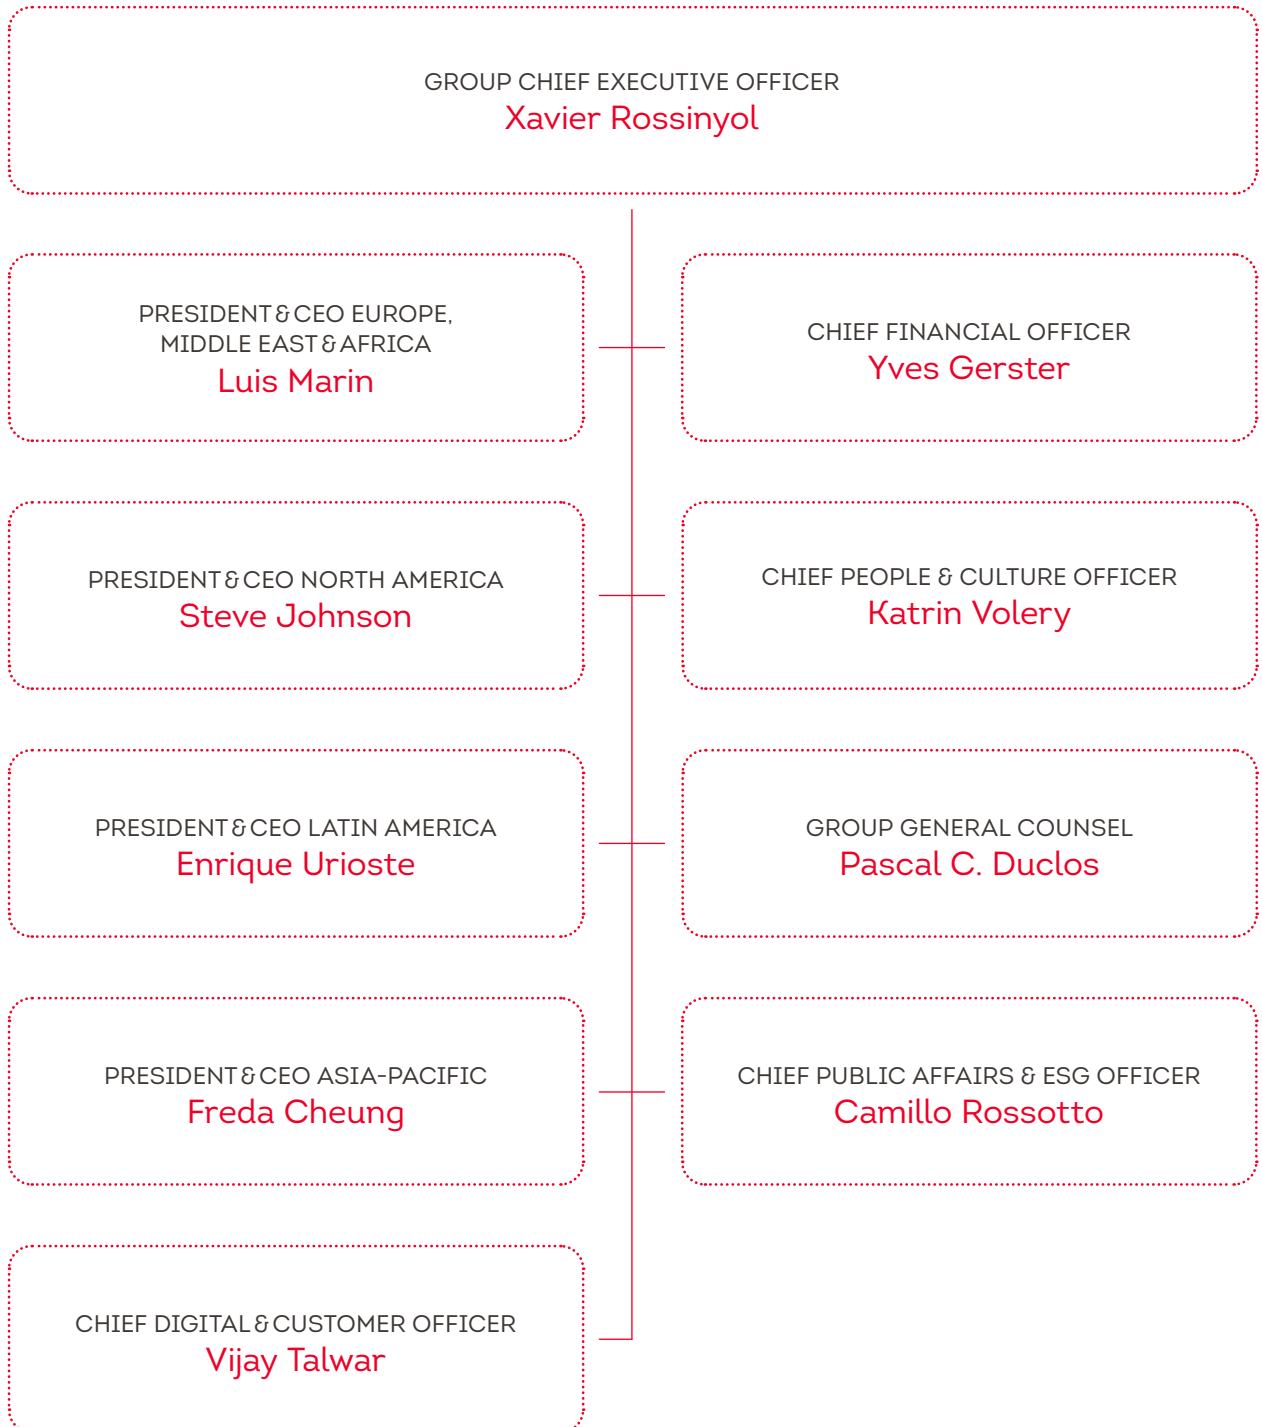 GROUP CHIEF EXECUTIVE OFFICER
Xavier Rossinyol
PRESIDENT & CEO EUROPE,
MIDDLE EAST & AFRICA
Luis Marin
CHIEF FINANCIAL OFFICER
Yves Gerster
PRESIDENT & CEO NORTH AMERICA
Steve Johnson
CHIEF PEOPLE & CULTURE OFFICER
Katrin Volery
PRESIDENT & CEO LATIN AMERICA
Enrique Urioste
GROUP GENERAL COUNSEL
Pascal C. Duclos
PRESIDENT & CEO ASIA-PACIFIC
Freda Cheung
CHIEF PUBLIC AFFAIRS & ESG OFFICER
Camillo Rossotto
CHIEF DIGITAL & CUSTOMER OFFICER
Vijay Talwar